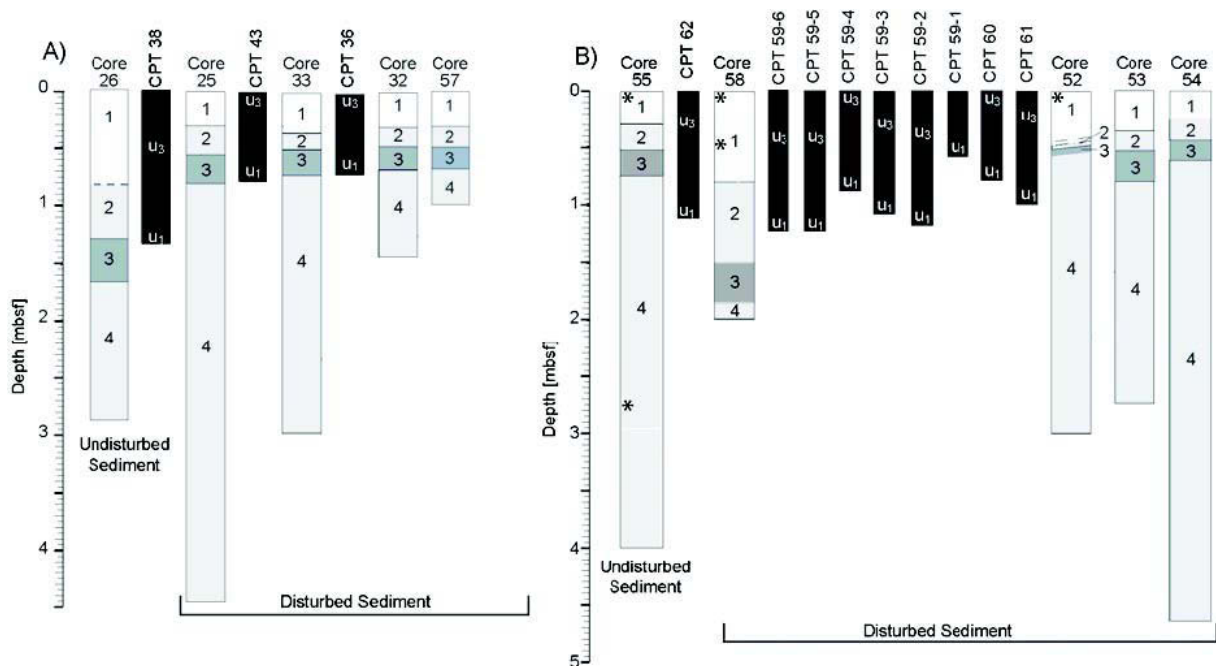 A)
Core
26
CPT 38
Core
25
CPT 43
Core
33
CPT 36
Core
32
Core
57
0
1
2
3
4
Depth [mbsf]
1
2
3
4
u3
u1
1
2
3
4
u3
u1
1
2
3
4
u3
u1
1
2
3
4
1
2
3
4
Undisturbed
Sediment
Disturbed Sediment
B)
Core
55
CPT 62
Core
58
CPT 59-6
CPT 59-5
CPT 59-4
CPT 59-3
CPT 59-2
CPT 59-1
CPT 60
CPT 61
Core
52
Core
53
Core
54
0
1
2
3
4
5
Depth [mbsf]
*
1
2
3
4
*
u3
u1
*
*
1
2
3
4
u3
u1
u3
u1
u3
u1
u3
u1
u3
u1
u1
u3
u1
u3
u1
*
1
2
3
4
1
2
3
4
1
2
3
4
Undisturbed
Sediment
Disturbed Sediment